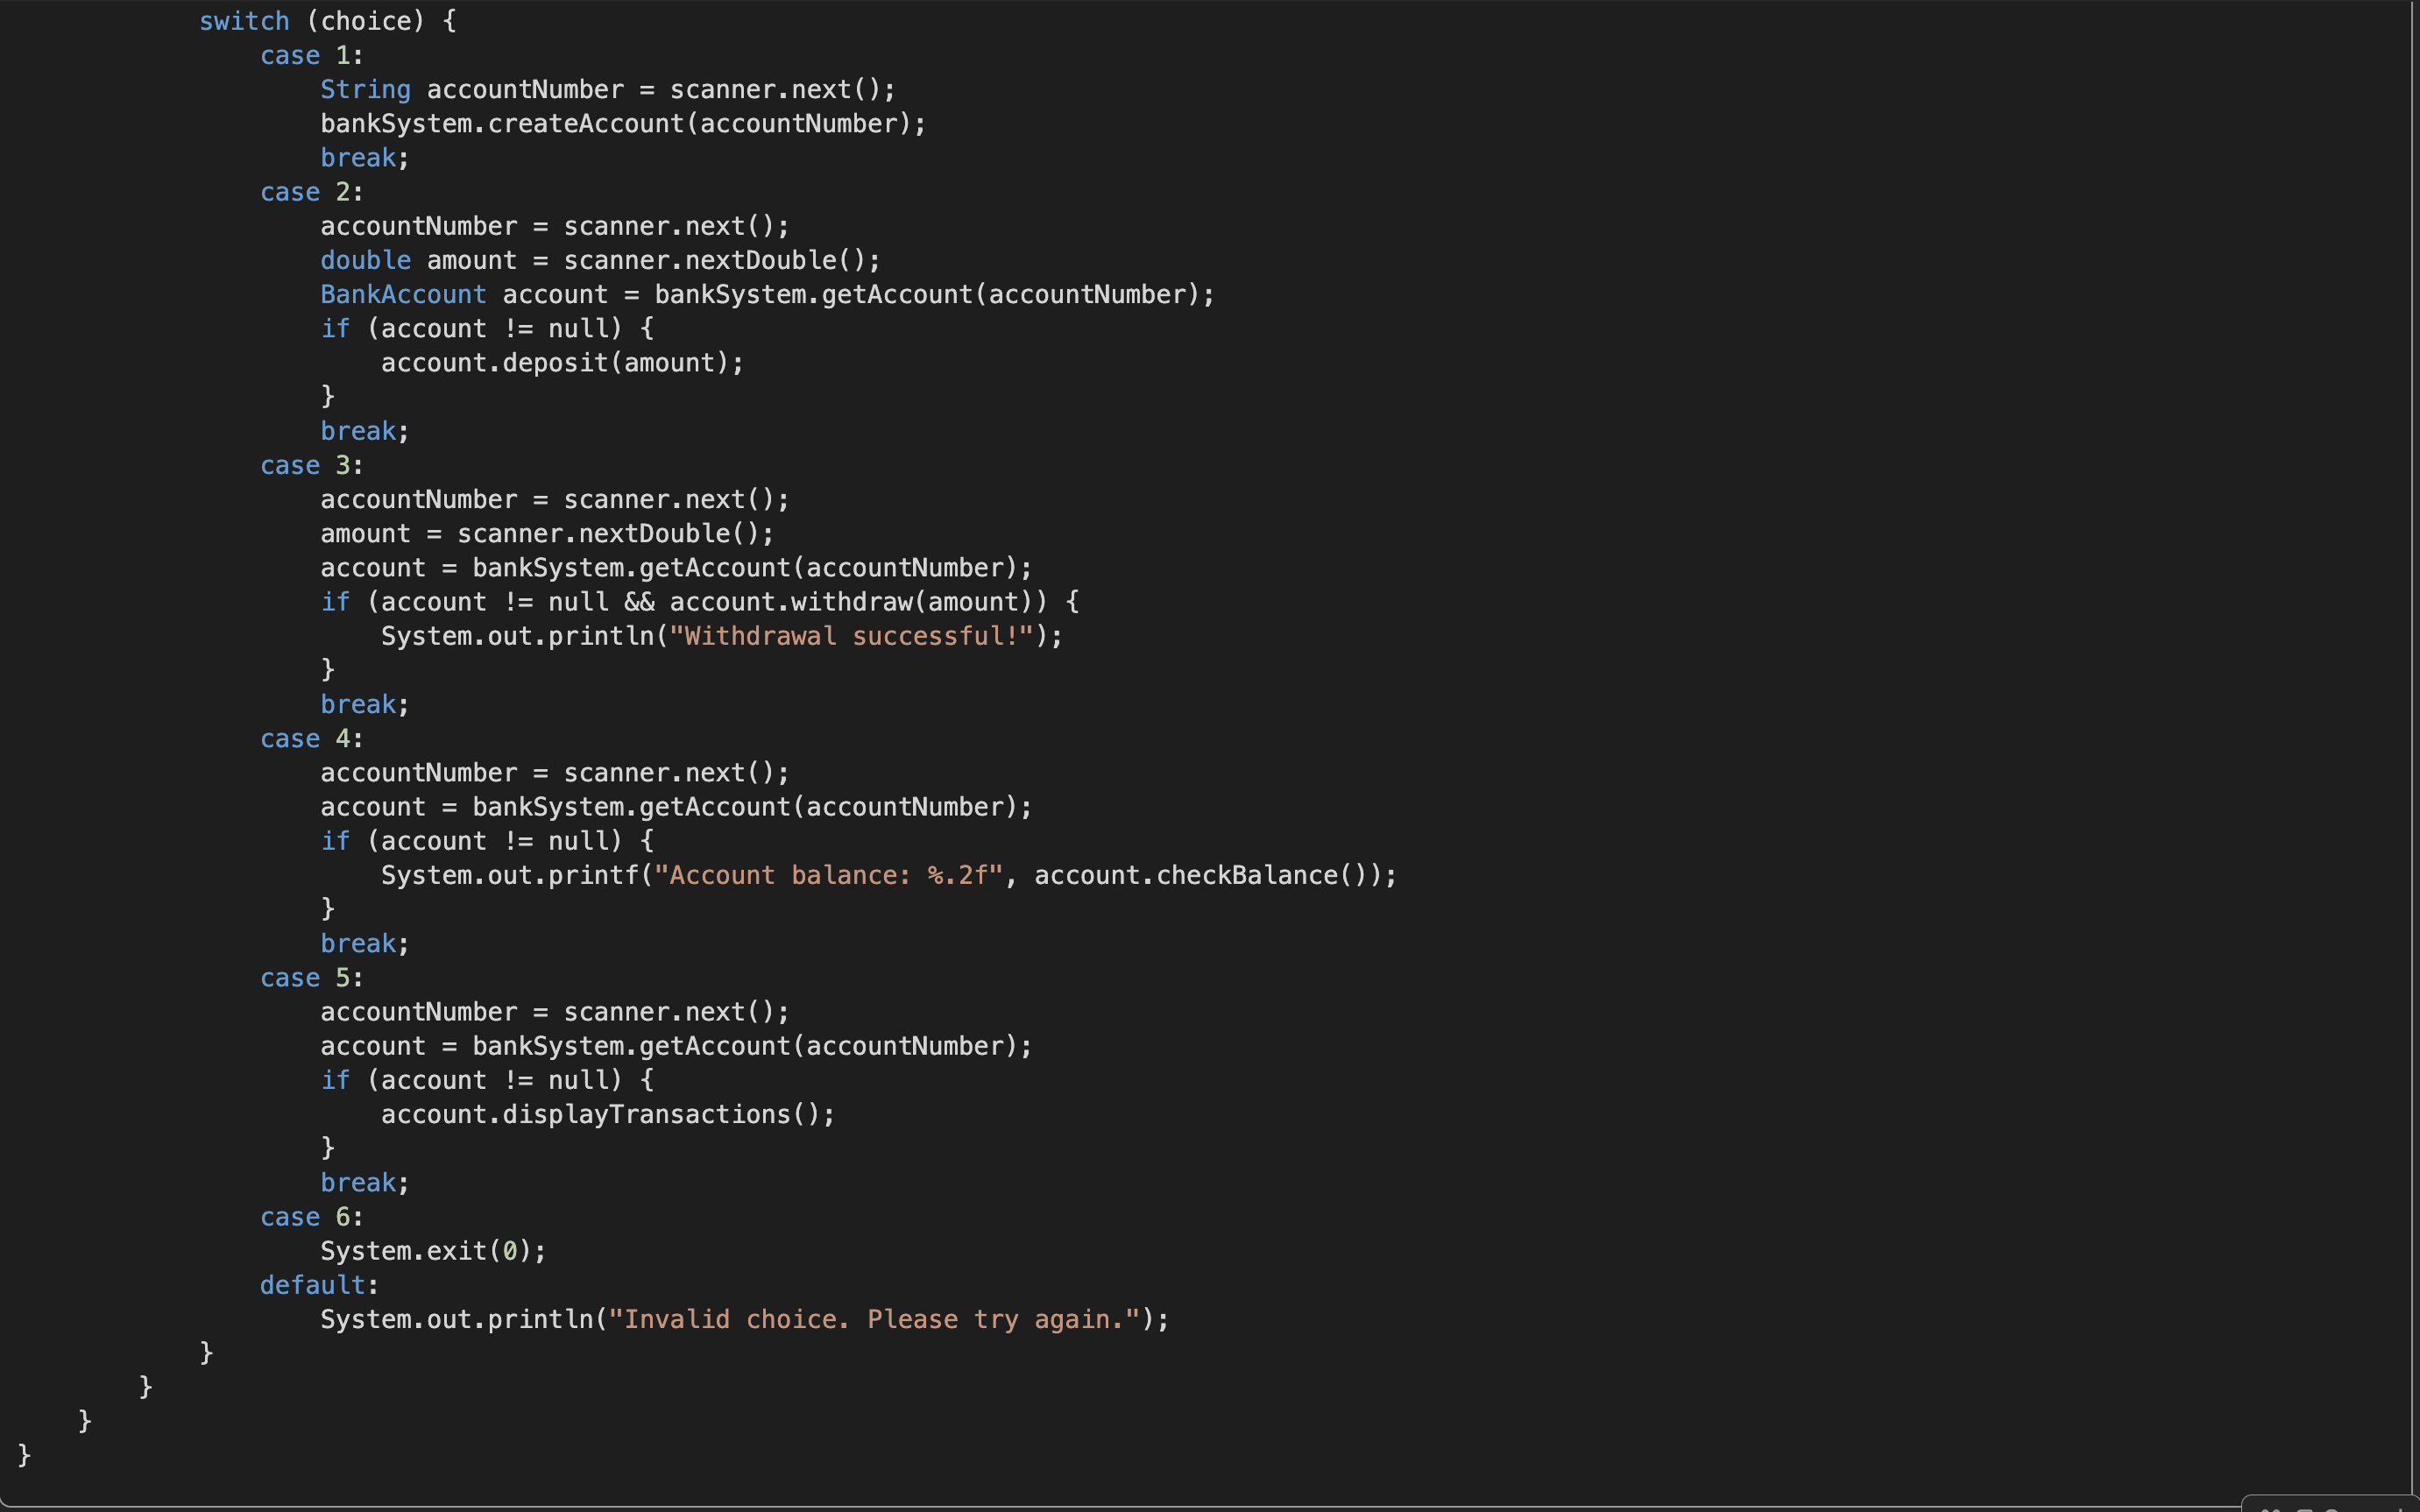 switch (choice) {
case 1:
String accountNumber = scanner.next();
bankSystem.createAccount(accountNumber);
break;
case 2:
accountNumber = scanner.next();
double amount = scanner.nextDouble();
BankAccount account = bankSystem.getAccount(accountNumber);
if (account != null) {
account.deposit(amount);
}
break;
case 3:
accountNumber = scanner.next();
amount = scanner.nextDouble();
account = bankSystem.getAccount(accountNumber);
if (account != null && account.withdraw(amount)) {
System.out.println("Withdrawal successful!");
}
break;
case 4:
accountNumber = scanner.next();
account = bankSystem.getAccount(accountNumber);
if (account != null) {
System.out.printf("Account balance: %.2f", account.checkBalance());
}
break;
case 5:
accountNumber = scanner.next();
account = bankSystem.getAccount(accountNumber);
if (account != null) {
account.displayTransactions();
}
break;
case 6:
System.exit(0);
default:
System.out.println("Invalid choice. Please try again.");
}
}
}
}